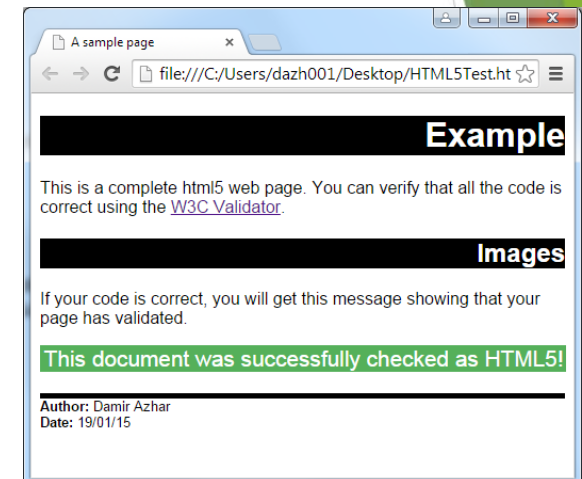 A sample page
file:///C:/Users/dazh001/Desktop/HTML5Test.ht
Example
This is a complete html5 web page. You can verify that all the code is
correct using the W3C Validator.
Images
If your code is correct, you will get this message showing that your
page has validated.
This document was successfully checked as HTML5!
Author: Damir Azhar
Date: 19/01/15